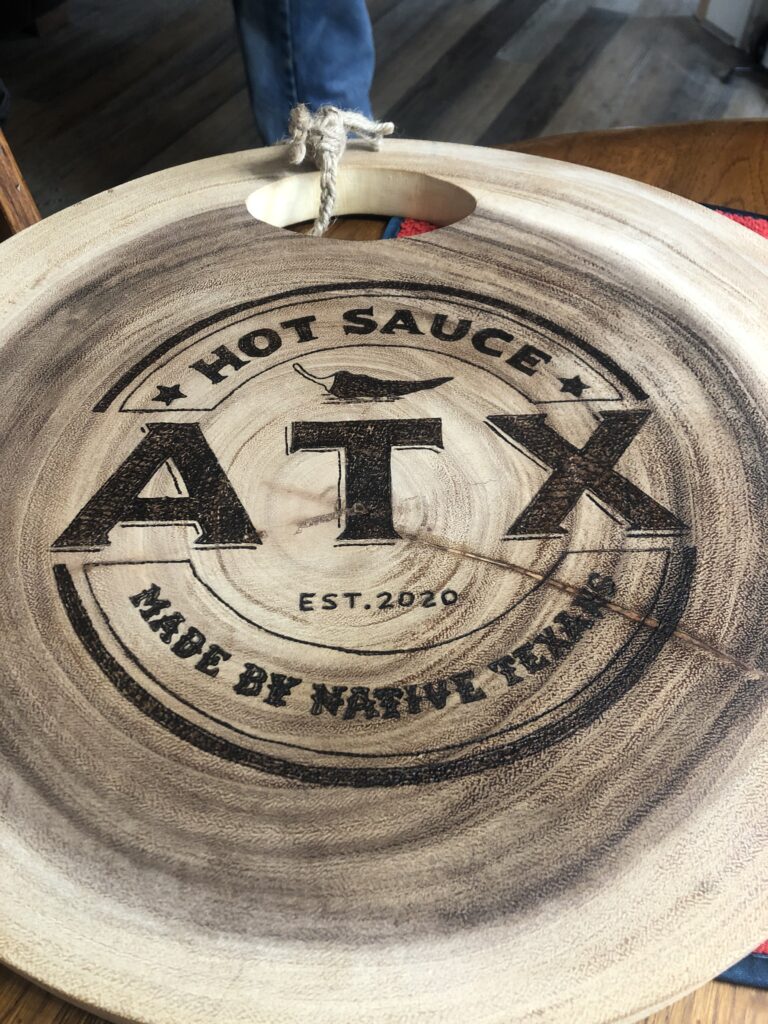 HOT SAUCE
ATX
EST.2020
MADE BY NATIVE TEXANS